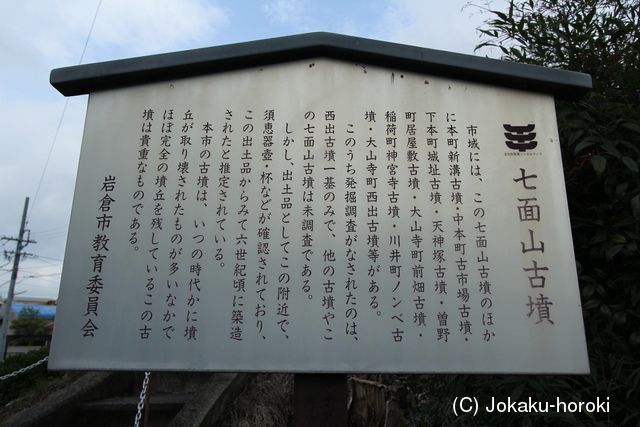 七面山古墳
市域には、この七面山古墳のほか
に本町新溝古墳・中本町古市場古墳・
下本町城址古墳・天神塚古墳・曽野
町居屋敷古墳・大山寺町前畑古墳・
稲荷町神宮寺古墳・川井町ノンベ古
墳・大山寺町西出古墳等がある。
このうち発掘調査がなされたのは、
西出古墳一基のみで、他の古墳やこ
の七面山古墳は未調査である。
しかし、出土品としてこの附近で、
須恵器壺・杯などが確認されており、
この出土品からみて六世紀頃に築造
されたと推定されている。
本市の古墳は、いつの時代かに墳
丘が取り壊されたものが多いなかで
ほぼ完全の墳丘を残しているこの古
墳は貴重なものである。
岩倉市教育委員会
(C) Jokaku-horoki